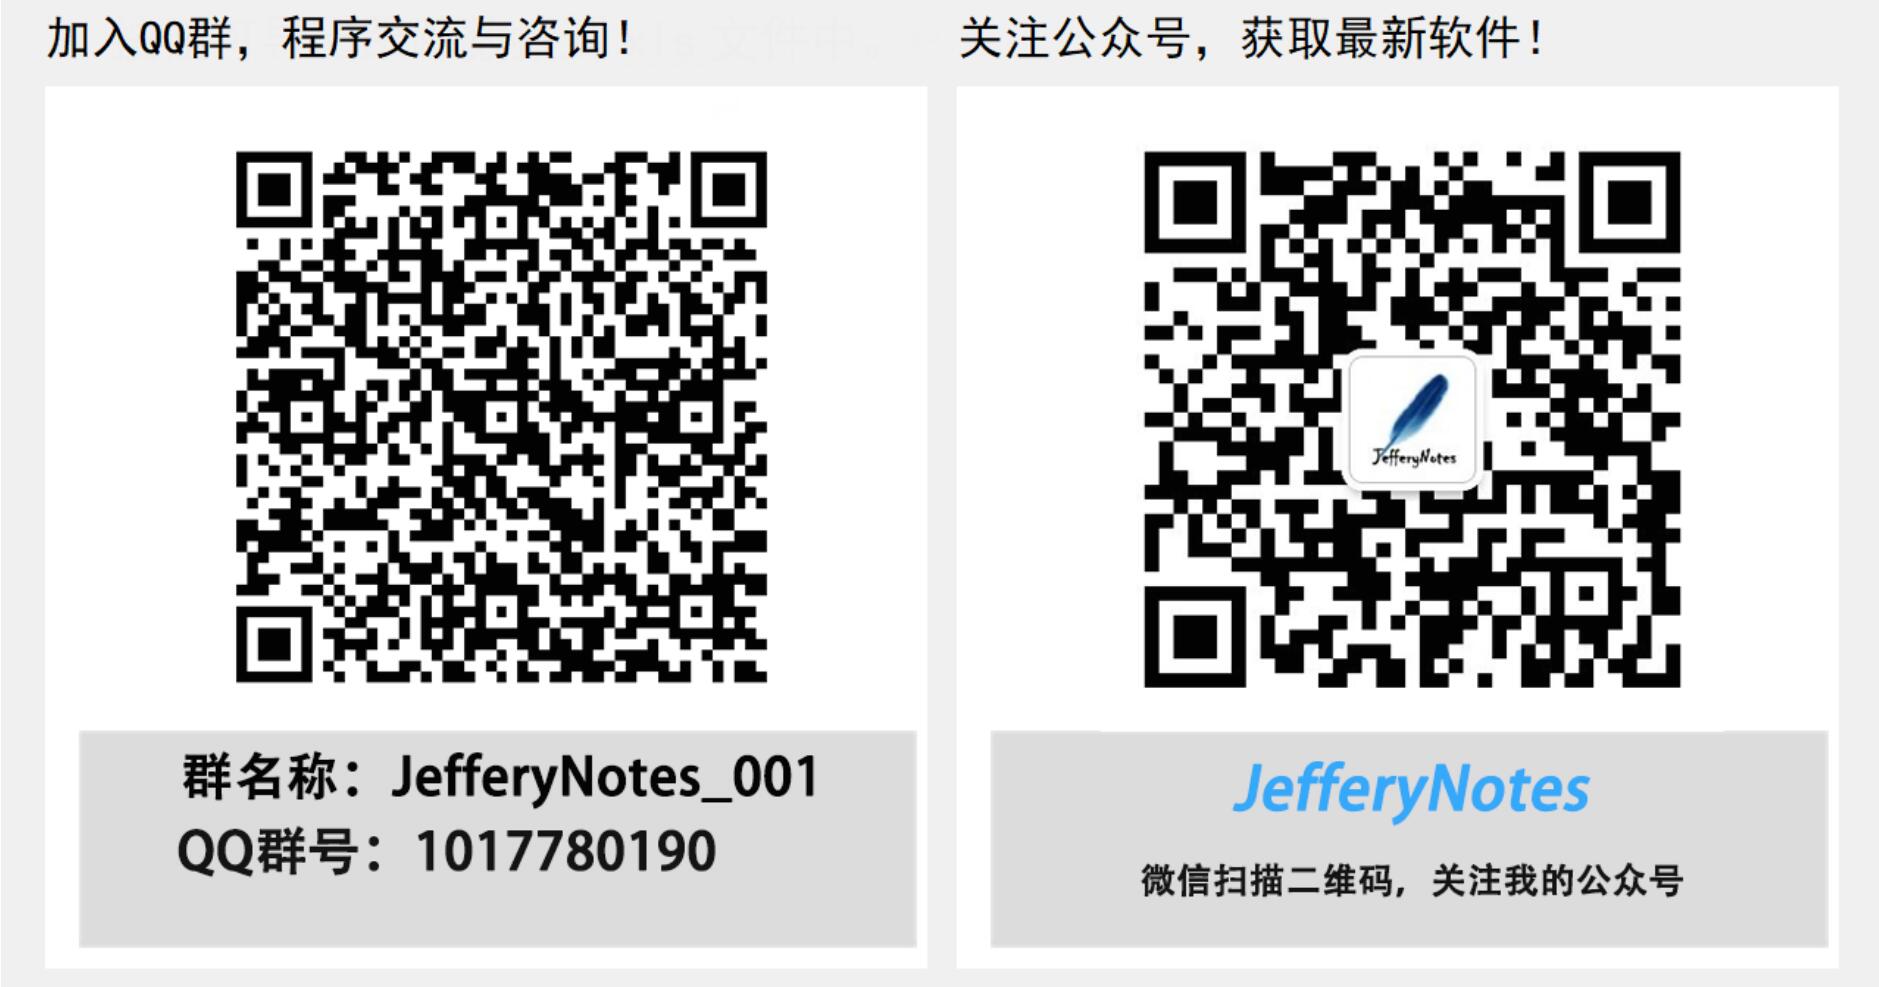 加入QQ群，程序交流与咨询！
关注公众号，获取最新软件！
JefferyNotes
群名称：JefferyNotes_001
QQ群号：1017780190
JefferyNotes
微信扫描二维码，关注我的公众号